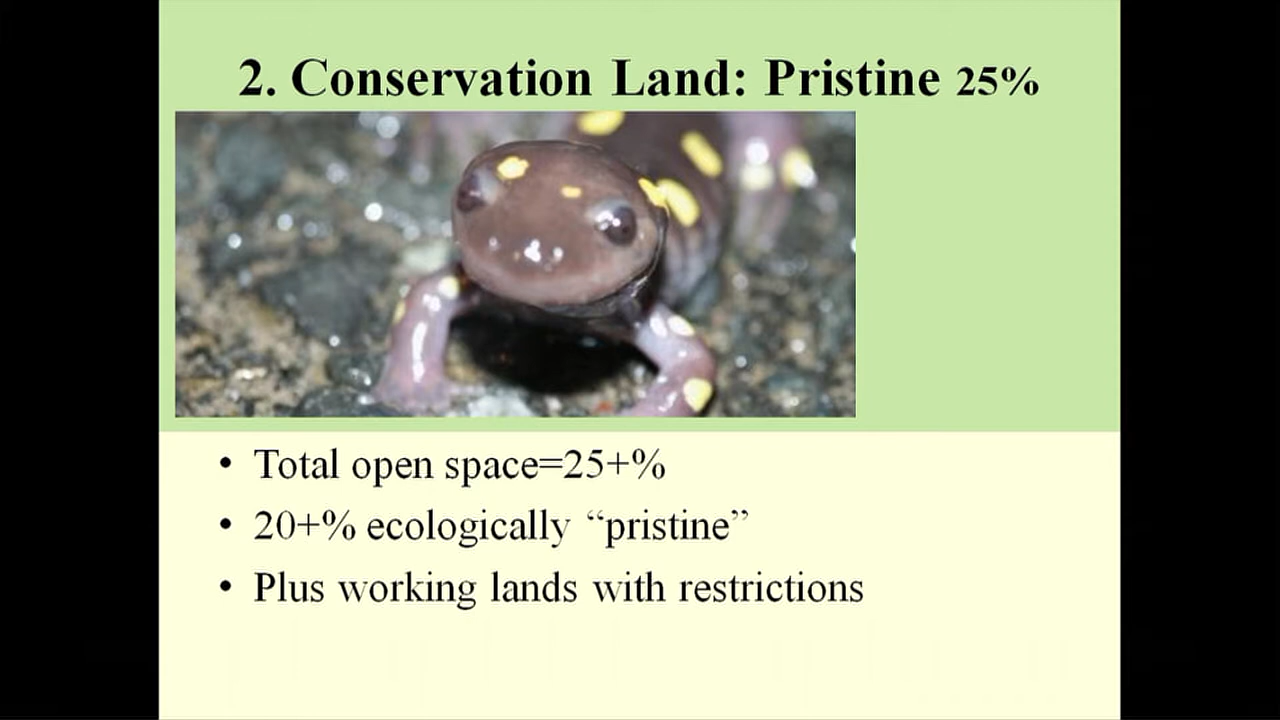 2. Conservation Land: Pristine 25%
• Total open space=25+%
• 20+% ecologically “pristine”
• Plus working lands with restrictions